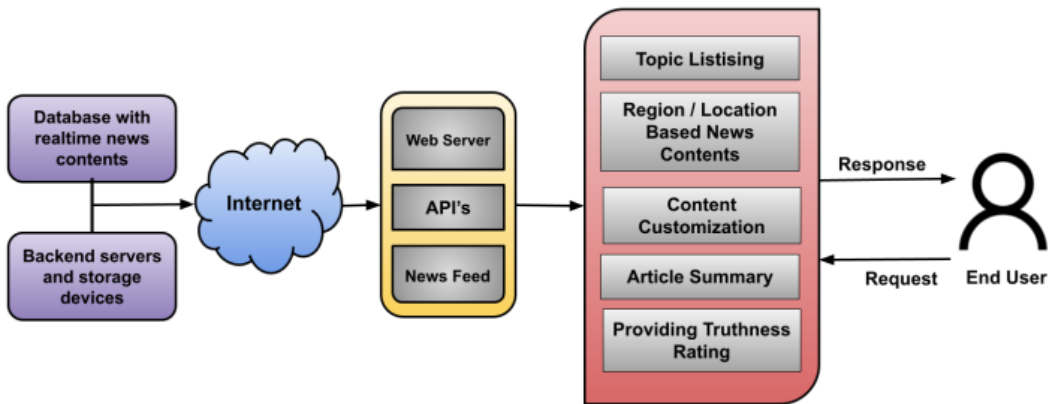 Database with
realtime news
contents
Backend servers
and storage
devices
Internet
Web Server
API's
News Feed
Topic Listising
Region / Location
Based News
Contents
Content
Customization
Article Summary
Providing Truthness
Rating
Response
Request
End User